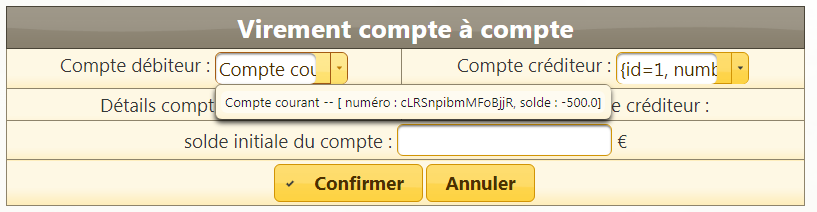 Virement compte à compte
Compte débiteur : Compte cou Compte créditeur : {id=1, numb
Compte courant -- [ numéro : cLRSnpibmMFoBjjR, solde : -500.0]
Détails compt e créditeur :
solde initiale du compte : €
Confirmer Annuler